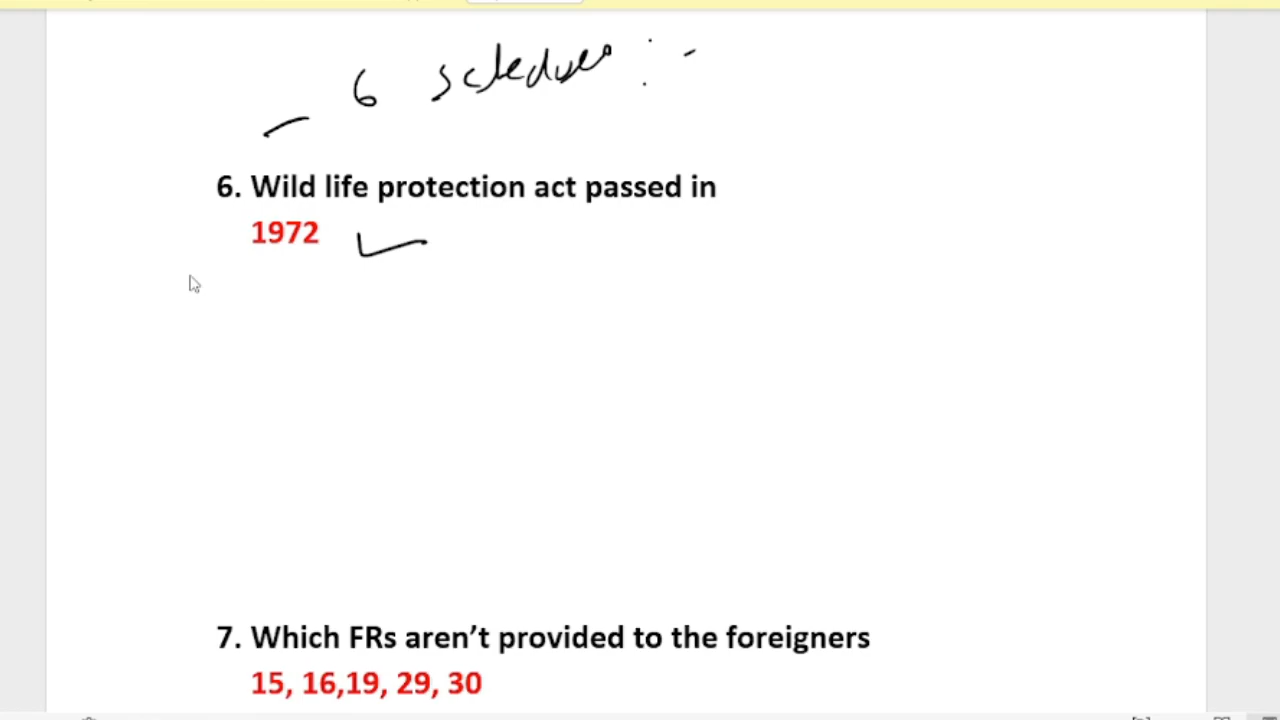 6 schedules :-
6. Wild life protection act passed in
1972
7. Which FRs aren’t provided to the foreigners
15, 16,19, 29, 30